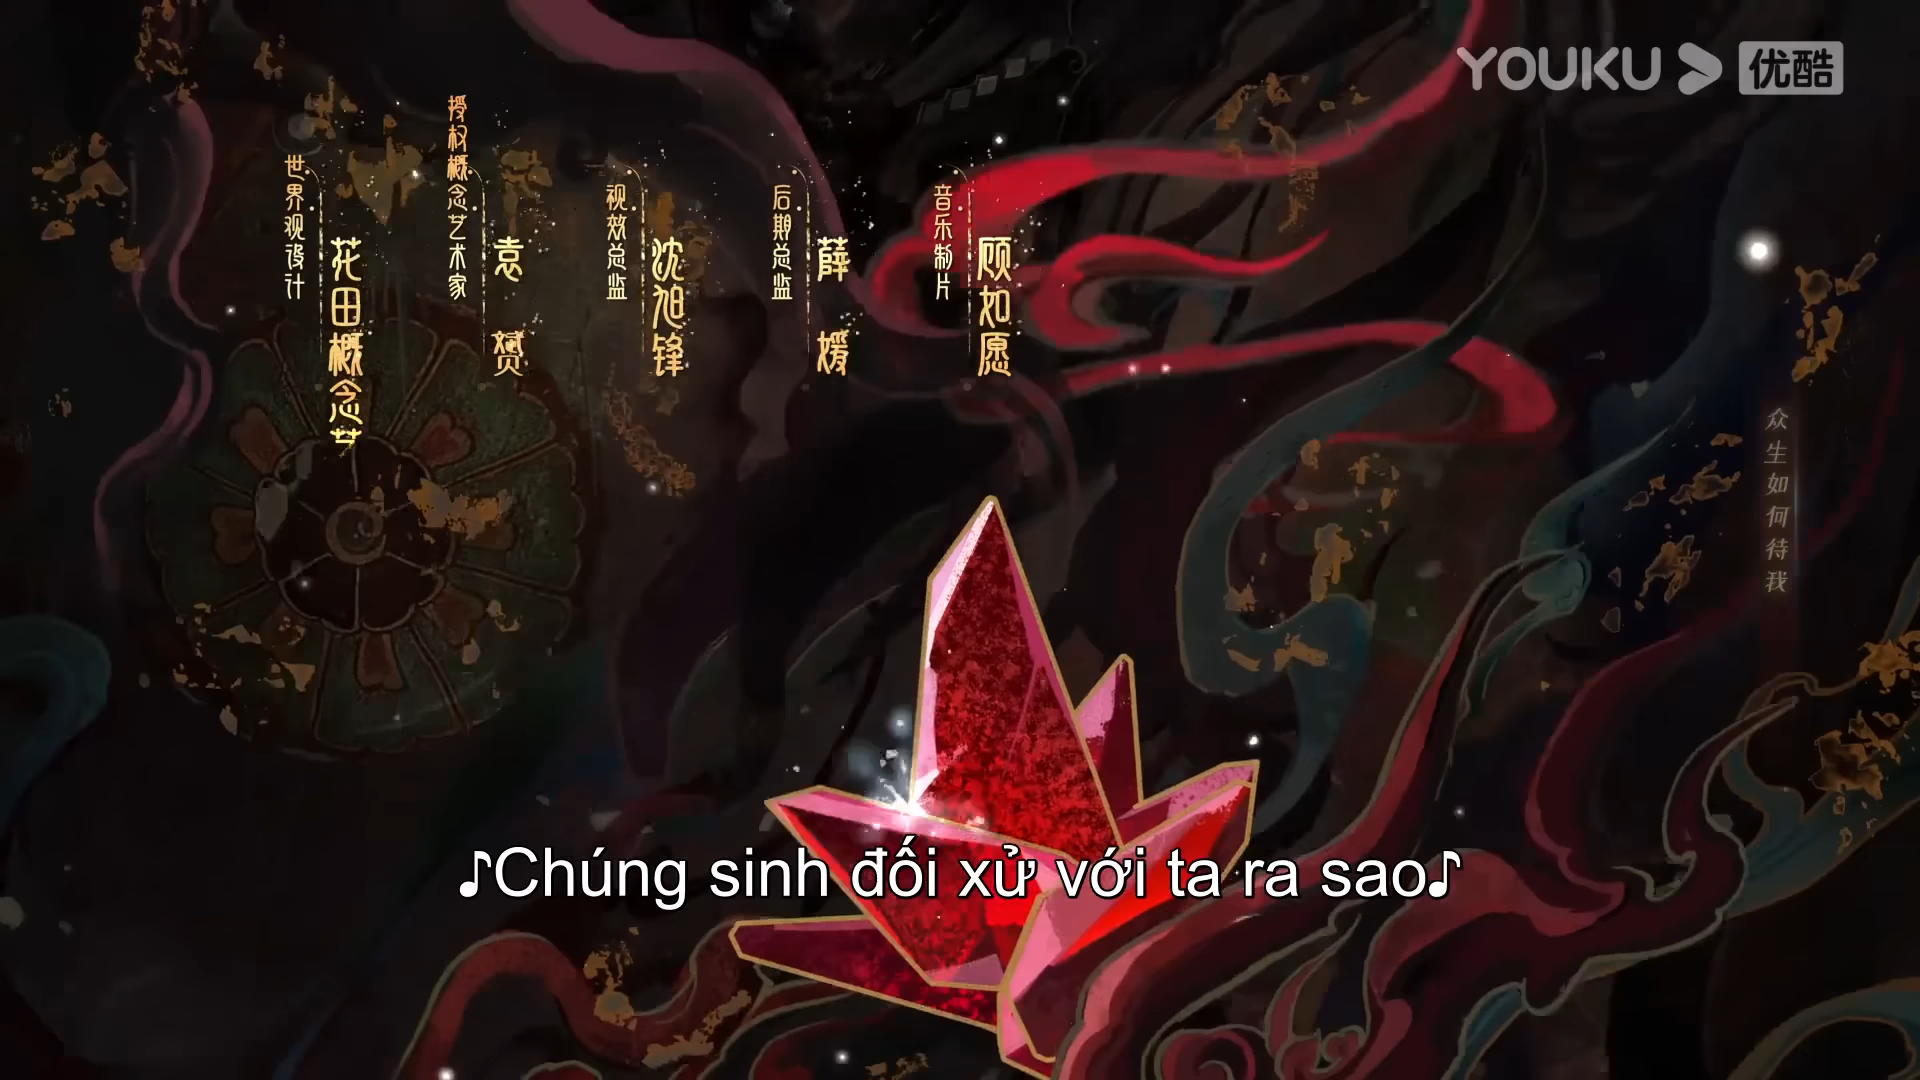 YOUKU 优酷
音乐制片
顾如愿
后期总监
薛媛
视效总监
沈旭锋
授权概念艺术家
袁赟
世界观设计
花田概念艺
众生如何待我
♪Chúng sinh đối xử với ta ra sao♪